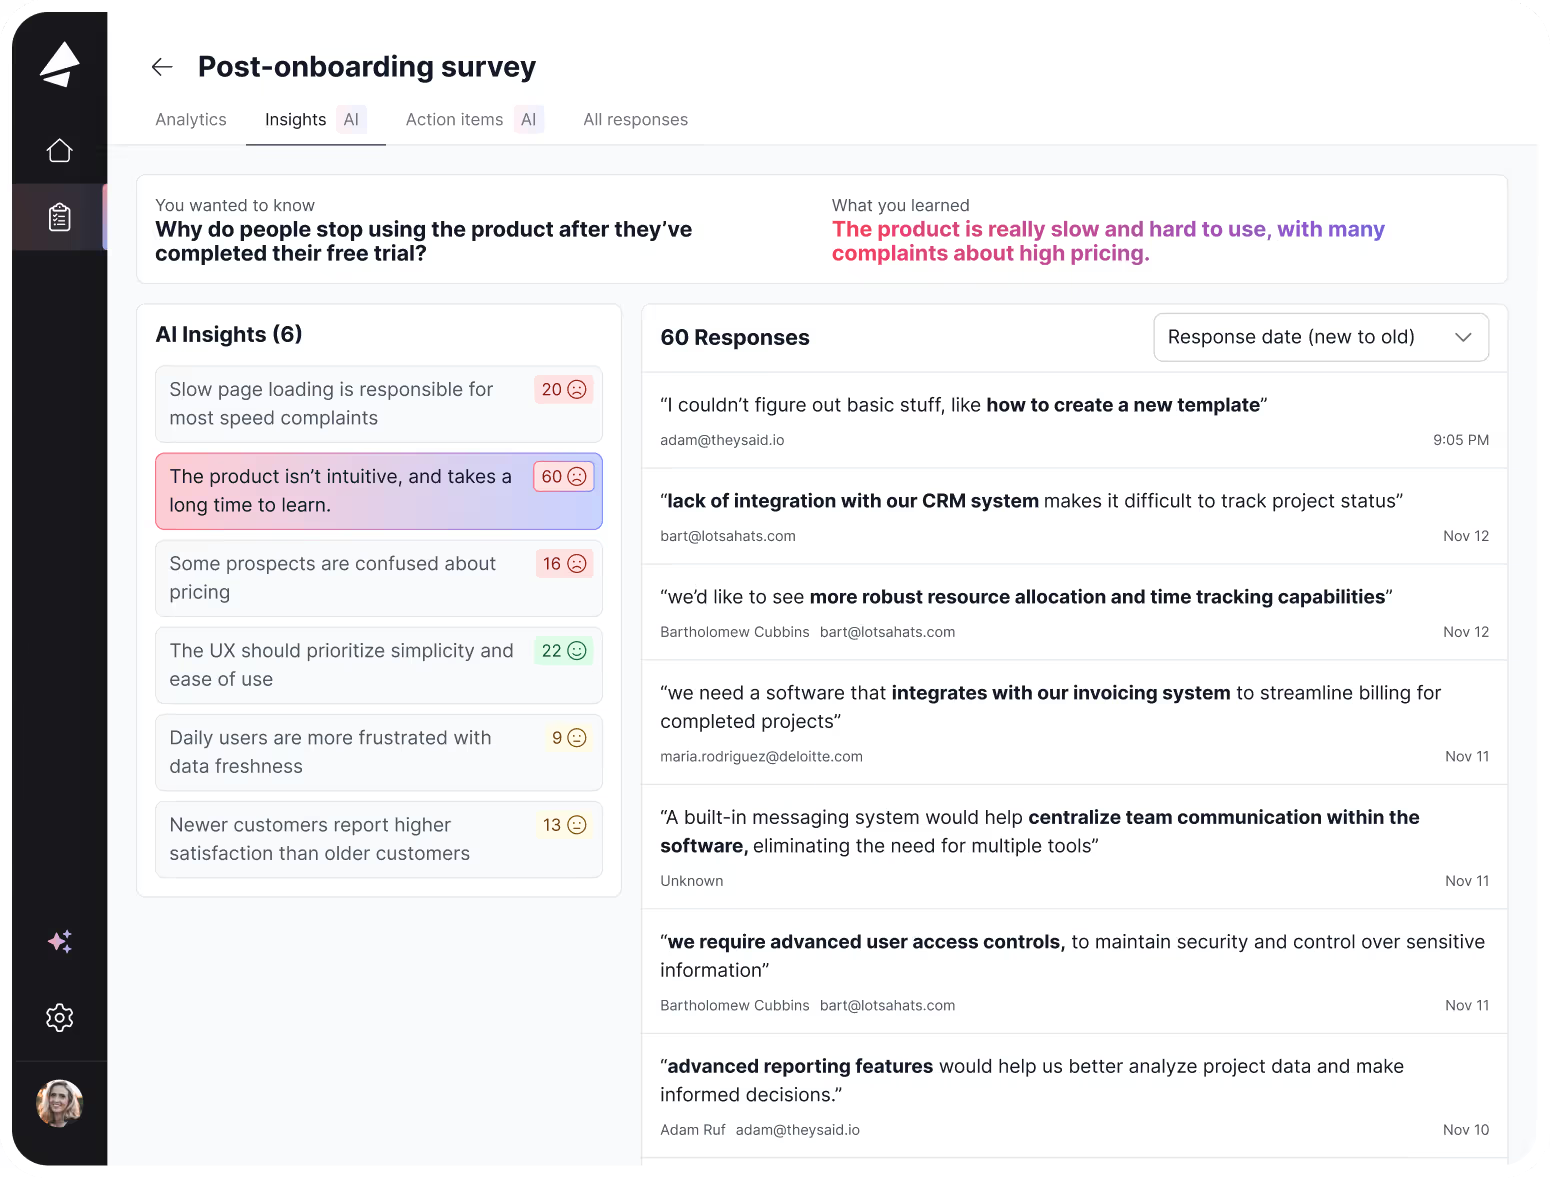 Post-onboarding survey
Analytics
Insights AI
Action items AI
All responses
You wanted to know
Why do people stop using the product after they’ve
completed their free trial?
What you learned
The product is really slow and hard to use, with many
complaints about high pricing.
AI Insights (6)
Slow page loading is responsible for
most speed complaints
20
The product isn’t intuitive, and takes a
long time to learn.
60
Some prospects are confused about
pricing
16
The UX should prioritize simplicity and
ease of use
22
Daily users are more frustrated with
data freshness
9
Newer customers report higher
satisfaction than older customers
13
60 Responses
Response date (new to old)
“I couldn’t figure out basic stuff, like how to create a new template”
adam@theysaid.io 9:05 PM
“lack of integration with our CRM system makes it difficult to track project status”
bart@lotsahats.com Nov 12
“we’d like to see more robust resource allocation and time tracking capabilities”
Bartholomew Cubbins bart@lotsahats.com Nov 12
“we need a software that integrates with our invoicing system to streamline billing for
completed projects”
maria.rodriguez@deloitte.com Nov 11
“A built-in messaging system would help centralize team communication within the
software, eliminating the need for multiple tools”
Unknown Nov 11
“we require advanced user access controls, to maintain security and control over sensitive
information”
Bartholomew Cubbins bart@lotsahats.com Nov 11
“advanced reporting features would help us better analyze project data and make
informed decisions.”
Adam Ruf adam@theysaid.io Nov 10